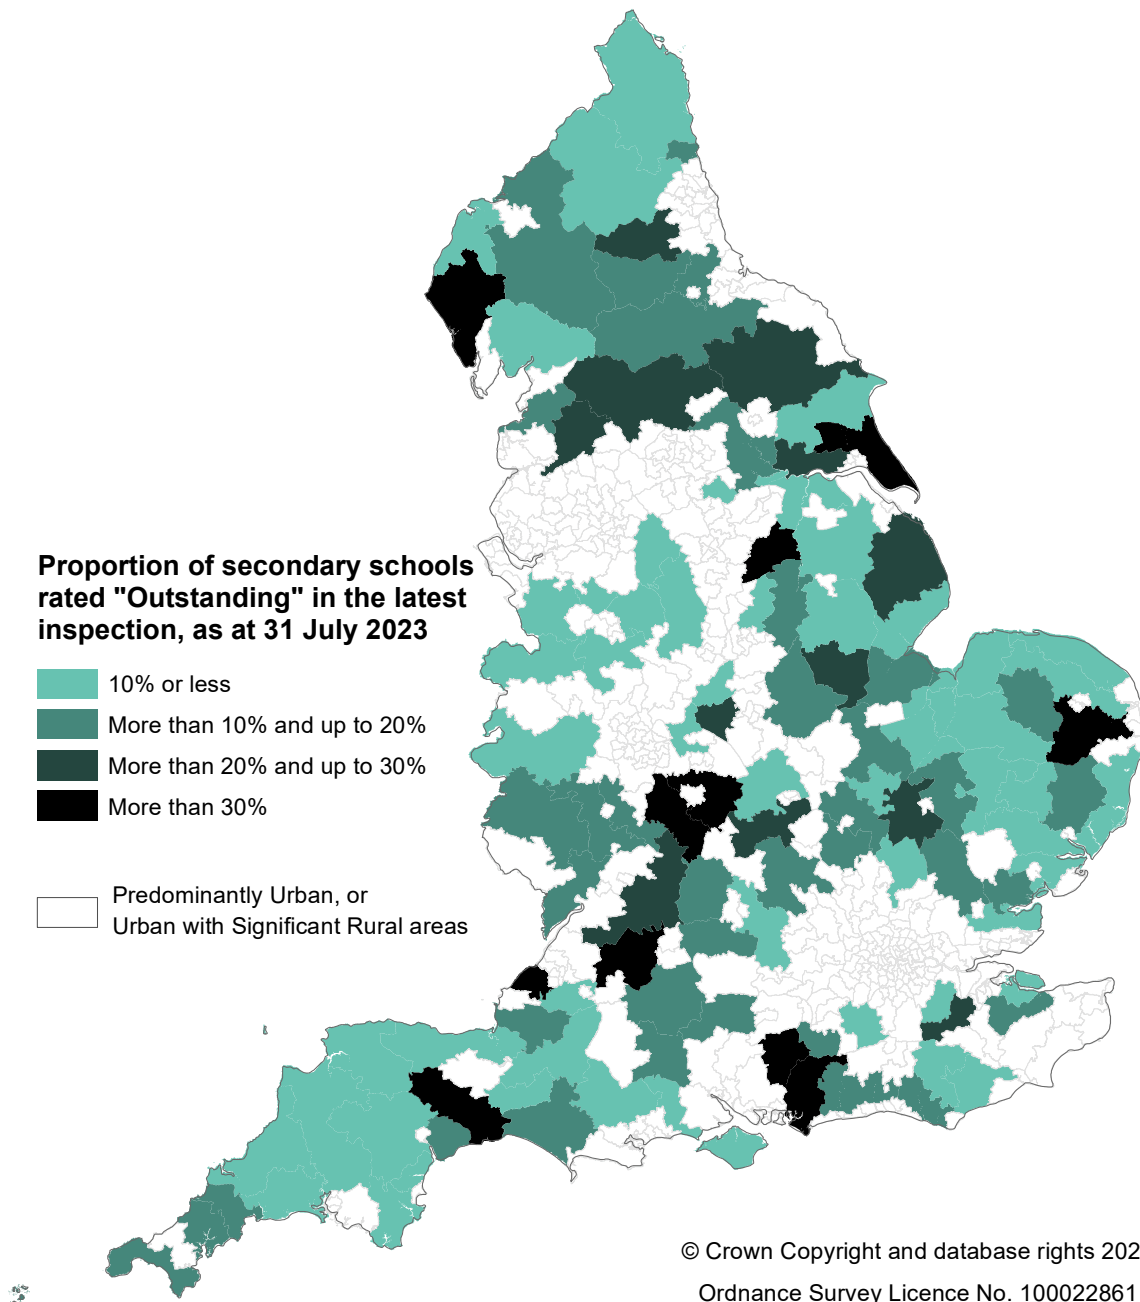 Proportion of secondary schools
rated "Outstanding" in the latest
inspection, as at 31 July 2023
10% or less
More than 10% and up to 20%
More than 20% and up to 30%
More than 30%
Predominantly Urban, or
Urban with Significant Rural areas
© Crown Copyright and database rights 202
Ordnance Survey Licence No. 100022861